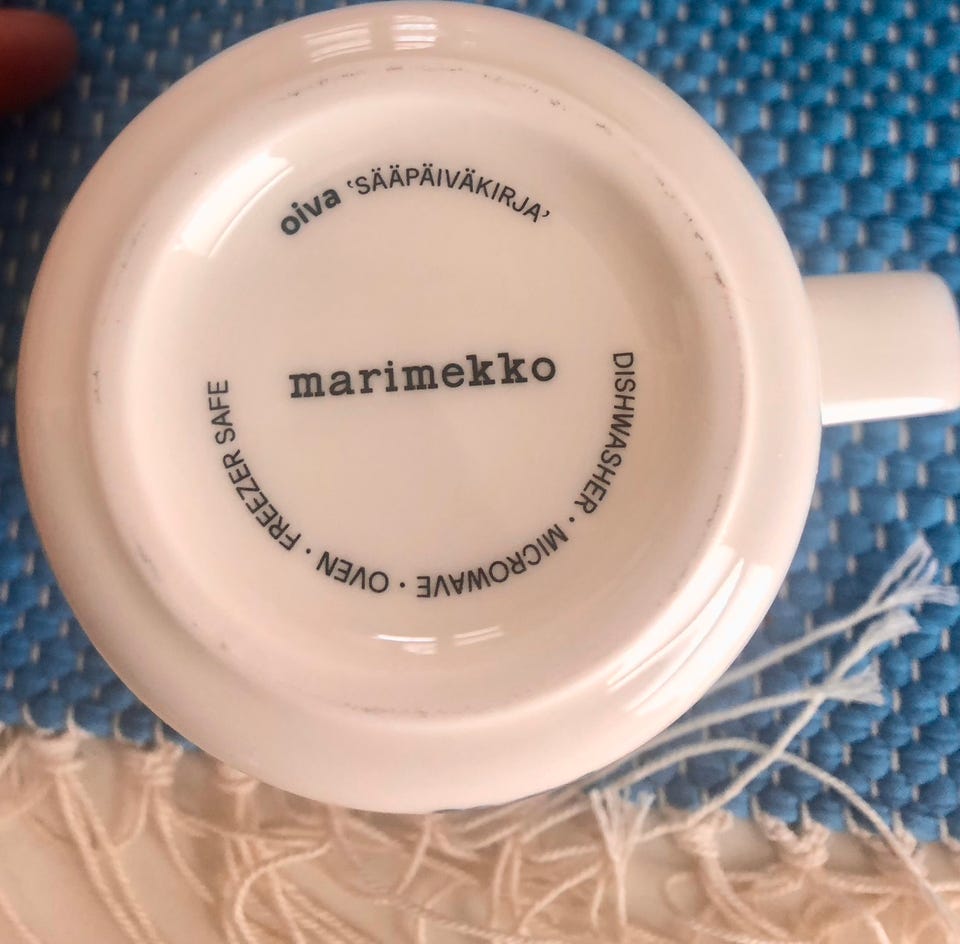 oiva ‘SÄÄPÄIVÄKIRJA’
marimekko
DISHWASHER · MICROWAVE · OVEN · FREEZER SAFE